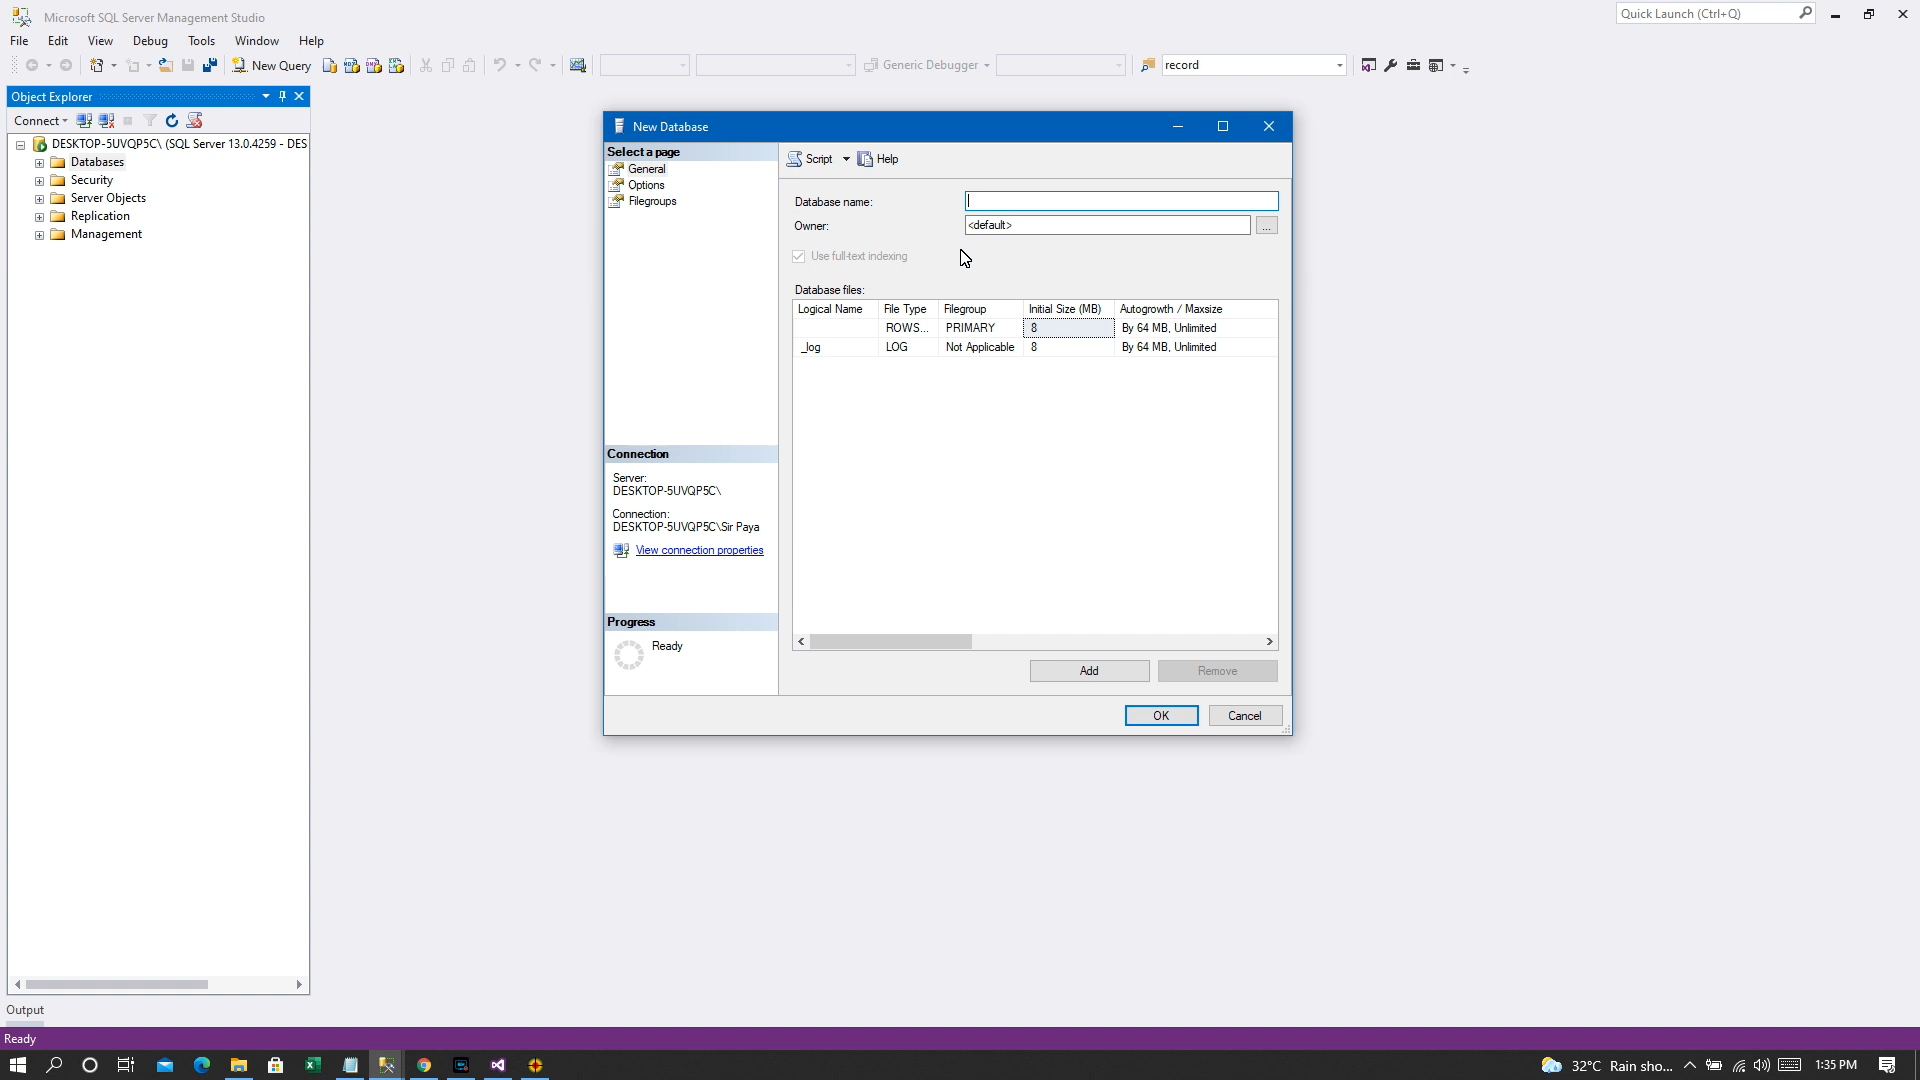 Microsoft SQL Server Management Studio
Quick Launch (Ctrl+Q)
File Edit View Debug Tools Window Help
New Query
Generic Debugger
record
Object Explorer
Connect
DESKTOP-5UVQP5C\ (SQL Server 13.0.4259 - DES
Databases
Security
Server Objects
Replication
Management
New Database
Select a page
General
Options
Filegroups
Script Help
Database name:
Owner: <default> ...
Use full-text indexing
Database files:
Logical Name File Type Filegroup Initial Size (MB) Autogrowth / Maxsize
ROWS... PRIMARY 8 By 64 MB, Unlimited
_log LOG Not Applicable 8 By 64 MB, Unlimited
Connection
Server:
DESKTOP-5UVQP5C\
Connection:
DESKTOP-5UVQP5C\Sir Paya
View connection properties
Progress
Ready
Add Remove
OK Cancel
Output
Ready
32°C Rain sho... 1:35 PM